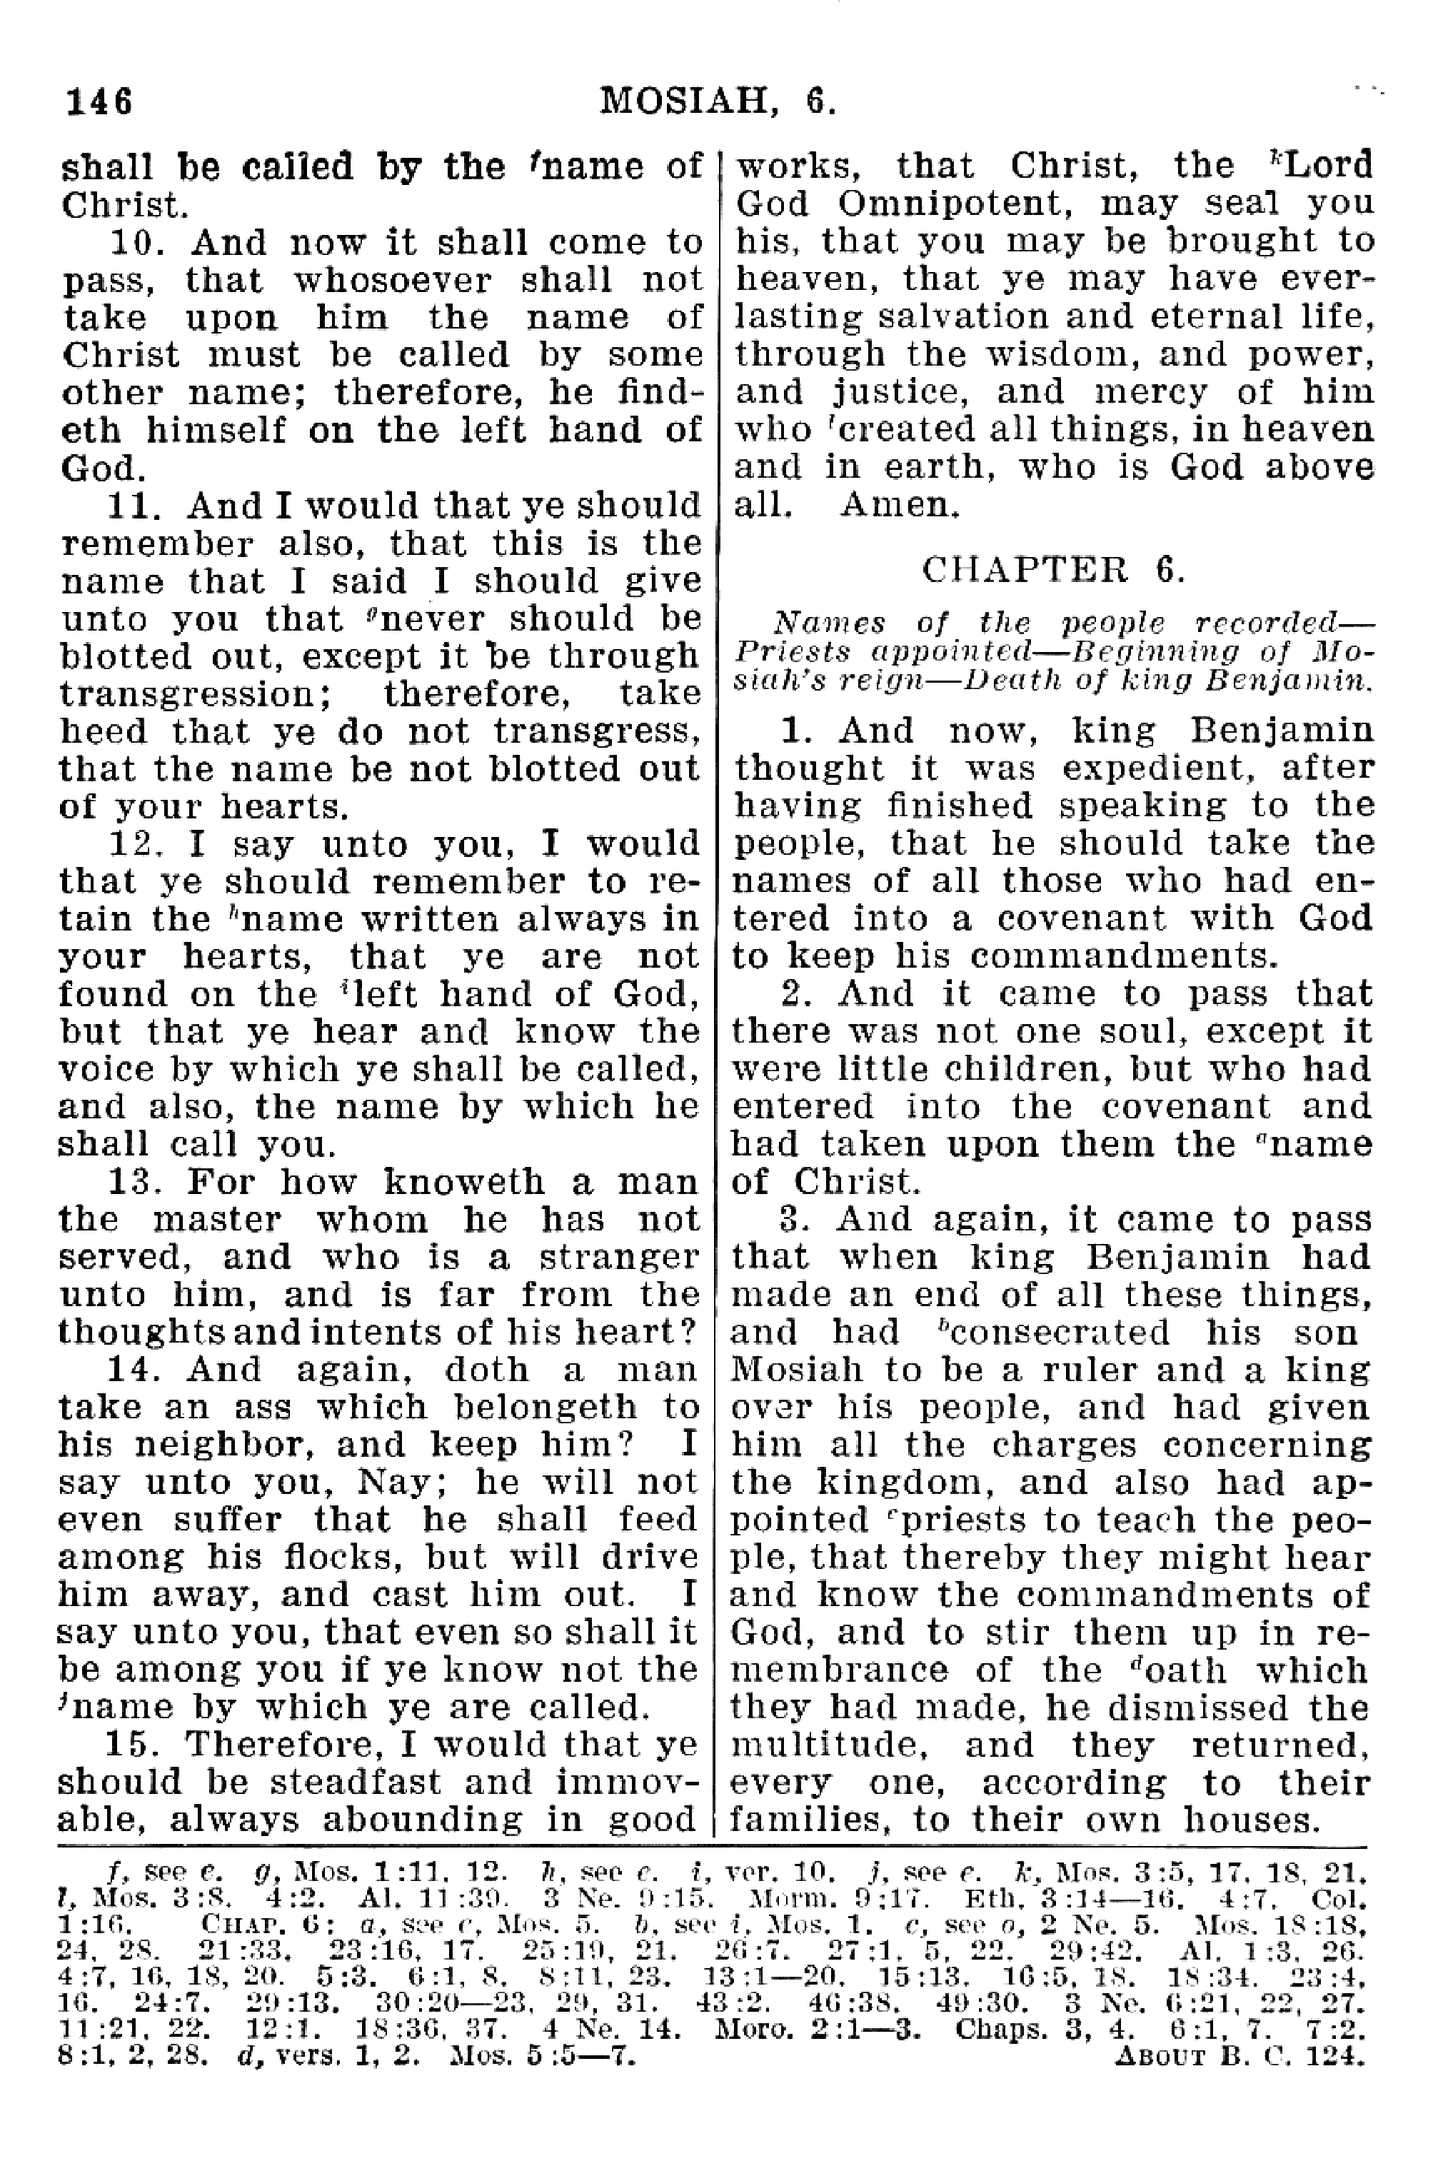 146 MOSIAH, 6.
shall be called by the fname of
Christ.
10. And now it shall come to
pass, that whosoever shall not
take upon him the name of
Christ must be called by some
other name; therefore, he find-
eth himself on the left hand of
God.
11. And I would that ye should
remember also, that this is the
name that I said I should give
unto you that gnever should be
blotted out, except it be through
transgression; therefore, take
heed that ye do not transgress,
that the name be not blotted out
of your hearts.
12. I say unto you, I would
that ye should remember to re-
tain the hname written always in
your hearts, that ye are not
found on the ileft hand of God,
but that ye hear and know the
voice by which ye shall be called,
and also, the name by which he
shall call you.
13. For how knoweth a man
the master whom he has not
served, and who is a stranger
unto him, and is far from the
thoughts and intents of his heart?
14. And again, doth a man
take an ass which belongeth to
his neighbor, and keep him? I
say unto you, Nay; he will not
even suffer that he shall feed
among his flocks, but will drive
him away, and cast him out. I
say unto you, that even so shall it
be among you if ye know not the
jname by which ye are called.
15. Therefore, I would that ye
should be steadfast and immov-
able, always abounding in good
works, that Christ, the kLord
God Omnipotent, may seal you
his, that you may be brought to
heaven, that ye may have ever-
lasting salvation and eternal life,
through the wisdom, and power,
and justice, and mercy of him
who lcreated all things, in heaven
and in earth, who is God above
all. Amen.
CHAPTER 6.
Names of the people recorded—
Priests appointed—Beginning of Mo-
siah's reign—Death of king Benjamin.
1. And now, king Benjamin
thought it was expedient, after
having finished speaking to the
people, that he should take the
names of all those who had en-
tered into a covenant with God
to keep his commandments.
2. And it came to pass that
there was not one soul, except it
were little children, but who had
entered into the covenant and
had taken upon them the aname
of Christ.
3. And again, it came to pass
that when king Benjamin had
made an end of all these things,
and had bconsecrated his son
Mosiah to be a ruler and a king
over his people, and had given
him all the charges concerning
the kingdom, and also had ap-
pointed cpriests to teach the peo-
ple, that thereby they might hear
and know the commandments of
God, and to stir them up in re-
membrance of the doath which
they had made, he dismissed the
multitude, and they returned,
every one, according to their
families, to their own houses.
f, see e. g, Mos. 1:11, 12. h, see e. i, ver. 10. j, see e. k, Mos. 3:5, 17, 18, 21.
l, Mos. 3:8. 4:2. Al. 11:39. 3 Ne. 9:15. Morm. 9:17. Eth. 3:14—16. 4:7. Col.
1:16. CHAP. 6: a, see e, Mos. 5. b, see i, Mos. 1. c, see o, 2 Ne. 5. Mos. 18:18,
24, 28. 21:33. 23:16, 17. 25:19, 21. 26:7. 27:1, 5, 22. 29:42. Al. 1:3, 26.
4:7, 16, 18, 20. 5:3. 6:1, 8. 8:11, 23. 13:1—20. 15:13. 16:5, 18. 18:34. 23:4,
16. 24:7. 29:13. 30:20—23, 29, 31. 43:2. 46:38. 49:30. 3 Ne. 6:21, 22, 27.
11:21, 22. 12:1. 18:36, 37. 4 Ne. 14. Moro. 2:1—3. Chaps. 3, 4. 6:1, 7. 7:2.
8:1, 2, 28. d, vers. 1, 2. Mos. 5:5—7. ABOUT B. C. 124.